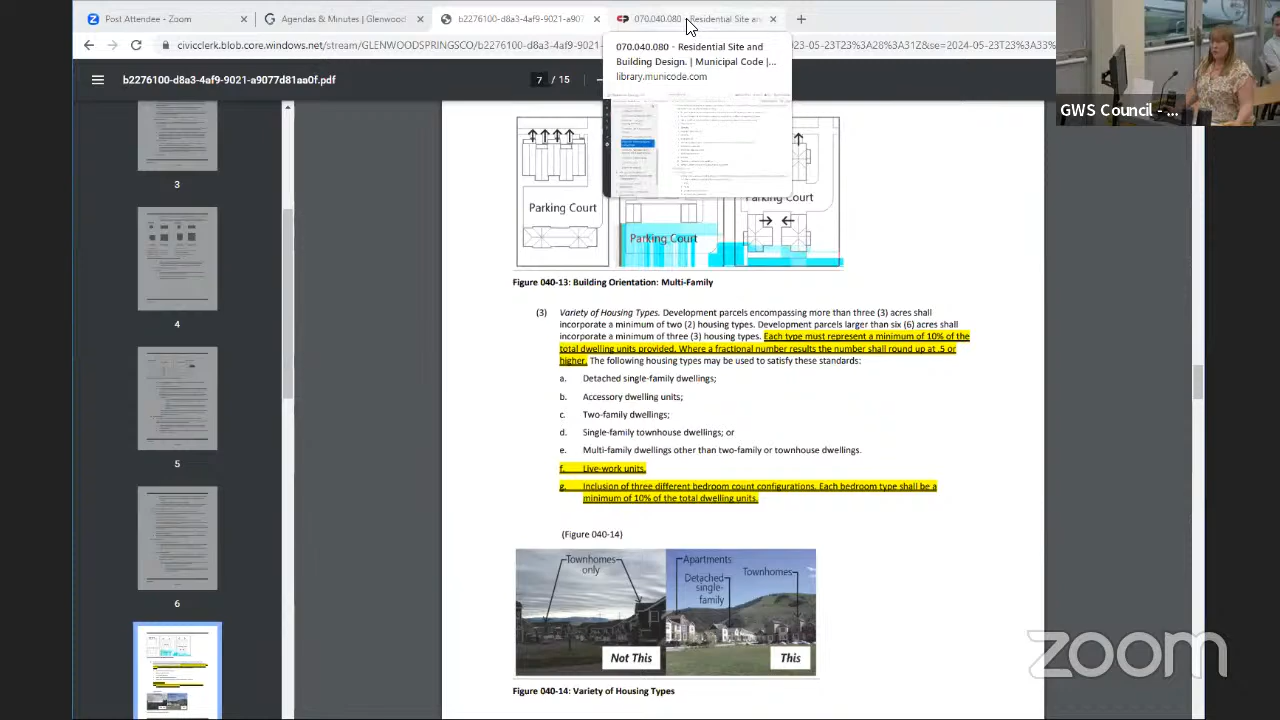 Post Attendee - Zoom
Agendas & Minutes | Glenwood
b2276100-d8a3-4af9-9021-a907
070.040.080 - Residential Site an
civicclerk.blob.core.windows.net/stream/GLENWOODSPRINGSCO/b2276100-d8a3-4af9-9021
-05-23T23%3A28%3A31Z&se=2024-05-23T23%3
070.040.080 - Residential Site and
Building Design. | Municipal Code |...
library.municode.com
b2276100-d8a3-4af9-9021-a9077d81aa0f.pdf
7 / 15
GWS Council - ...
3
4
5
6
Parking Court
Parking Court
Parking Court
Figure 040-13: Building Orientation: Multi-Family
(3) Variety of Housing Types. Development parcels encompassing more than three (3) acres shall
incorporate a minimum of two (2) housing types. Development parcels larger than six (6) acres shall
incorporate a minimum of three (3) housing types. Each type must represent a minimum of 10% of the
total dwelling units provided. Where a fractional number results the number shall round up at .5 or
higher. The following housing types may be used to satisfy these standards:
a. Detached single-family dwellings;
b. Accessory dwelling units;
c. Two-family dwellings;
d. Single-family townhouse dwellings; or
e. Multi-family dwellings other than two-family or townhouse dwellings.
f. Live-work units.
g. Inclusion of three different bedroom count configurations. Each bedroom type shall be a
minimum of 10% of the total dwelling units.
(Figure 040-14)
Townhomes
only
Not This
Apartments
Detached
single-
family
Townhomes
This
Figure 040-14: Variety of Housing Types
zoom